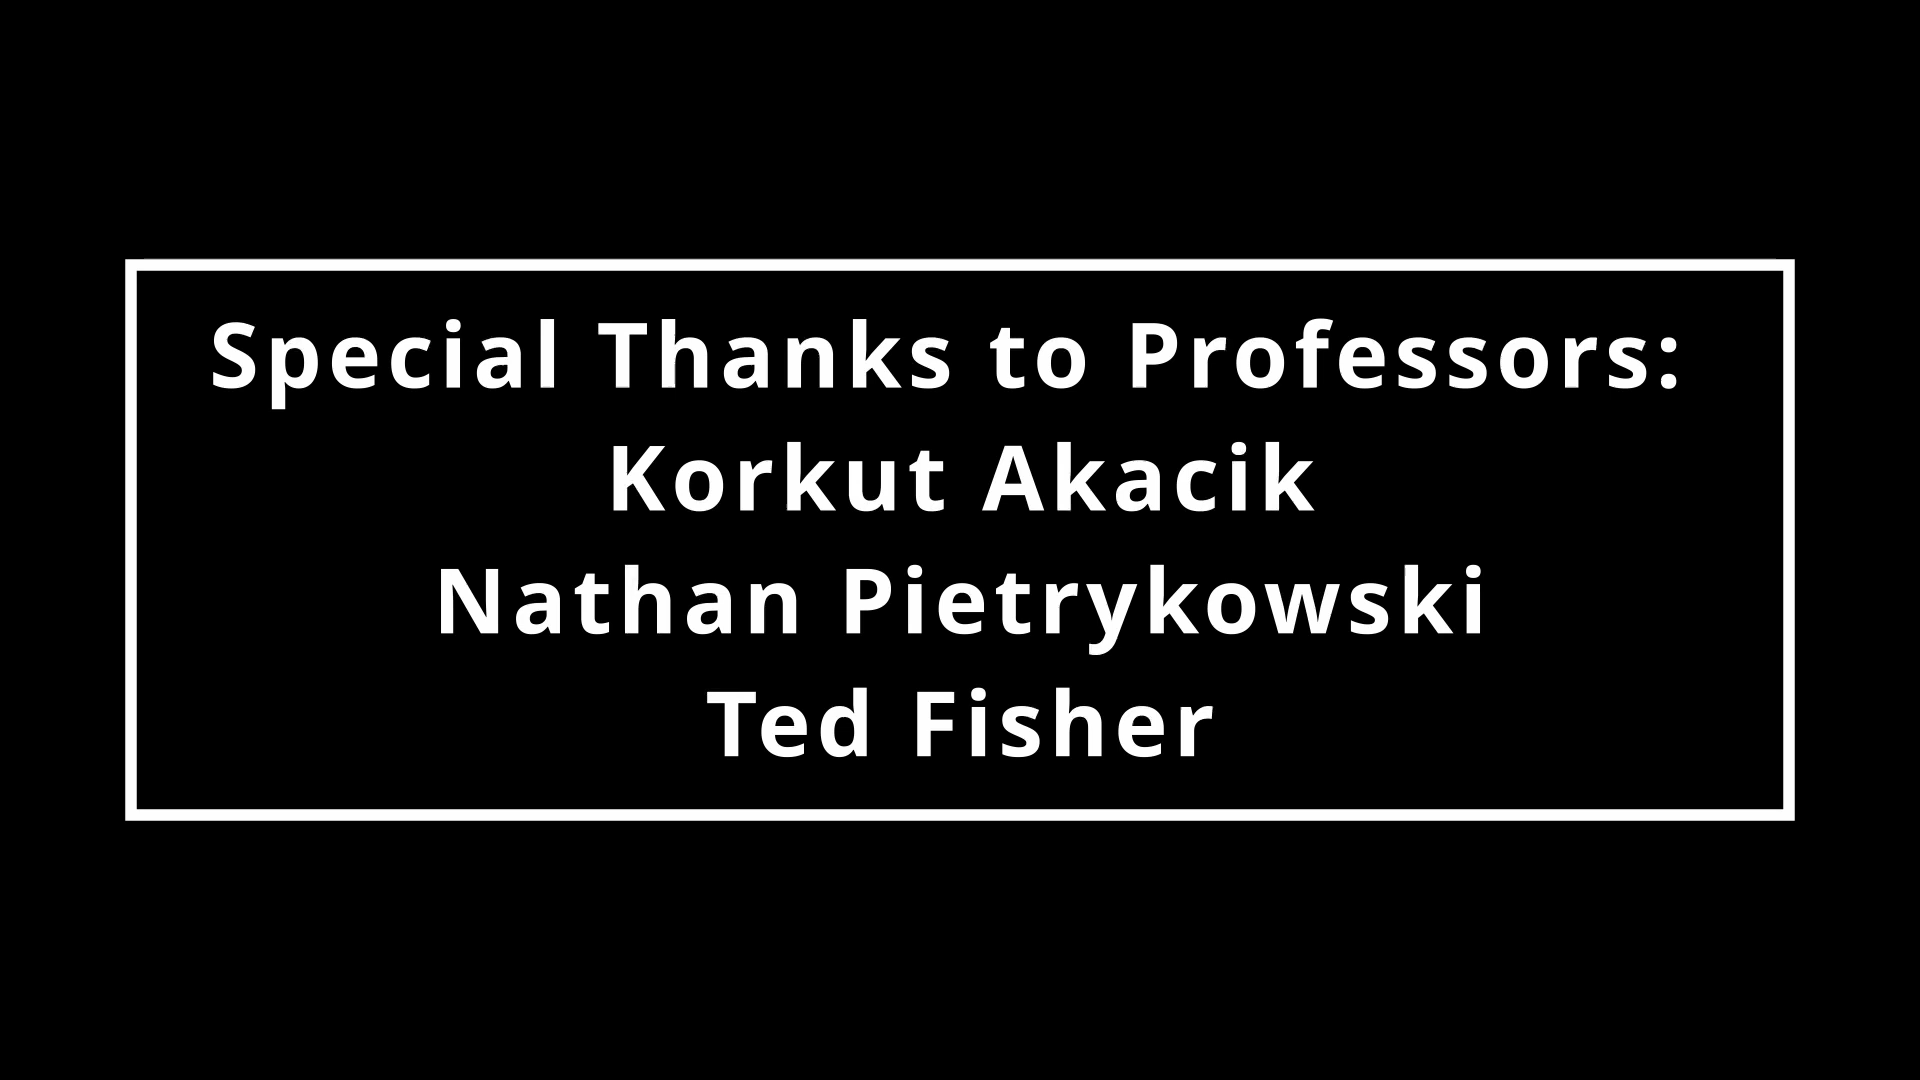 Special Thanks to Professors:
Korkut Akacik
Nathan Pietrykowski
Ted Fisher